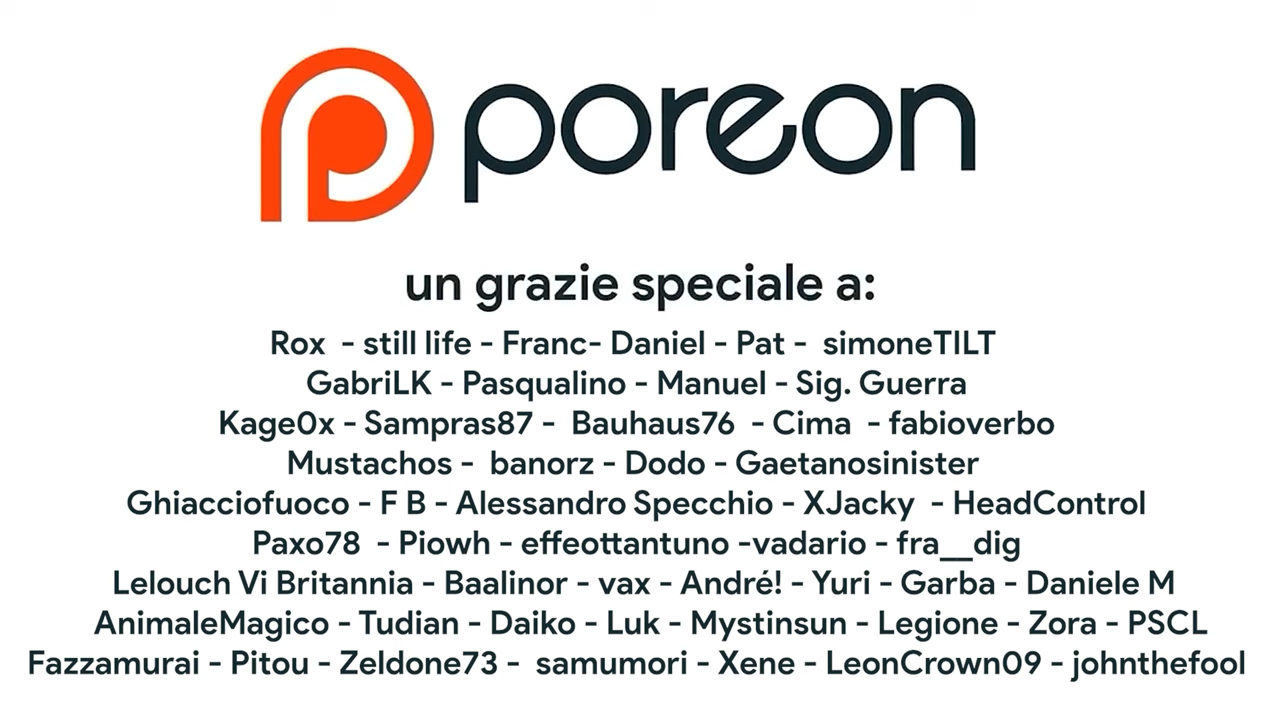 poreon
un grazie speciale a:
Rox - still life - Franc- Daniel - Pat - simoneTILT
GabriLK - Pasqualino - Manuel - Sig. Guerra
Kage0x - Sampras87 - Bauhaus76 - Cima - fabioverbo
Mustachos - banorz - Dodo - Gaetanosinister
Ghiacciofuoco - F B - Alessandro Specchio - XJacky - HeadControl
Paxo78 - Piowh - effeottantuno -vadario - fra__dig
Lelouch Vi Britannia - Baalinor - vax - André! - Yuri - Garba - Daniele M
AnimaleMagico - Tudian - Daiko - Luk - Mystinsun - Legione - Zora - PSCL
Fazzamurai - Pitou - Zeldone73 - samumori - Xene - LeonCrown09 - johnthefool